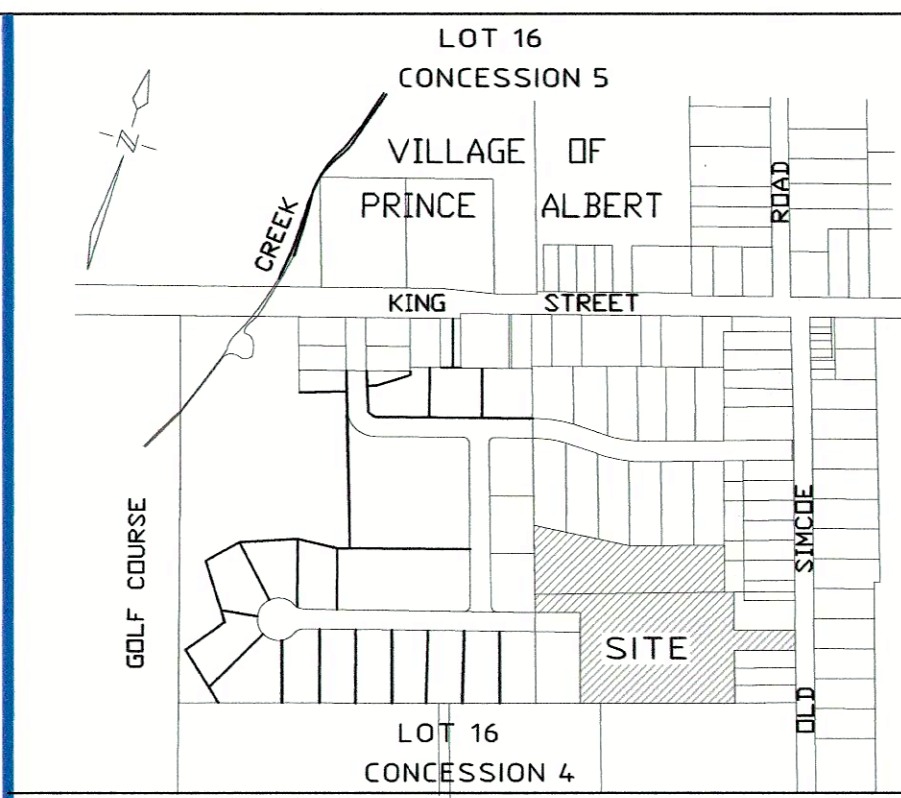 LOT 16
CONCESSION 5
N
VILLAGE OF
PRINCE ALBERT
ROAD
CREEK
KING STREET
GOLF COURSE
SIMCOE
SITE
OLD
LOT 16
CONCESSION 4